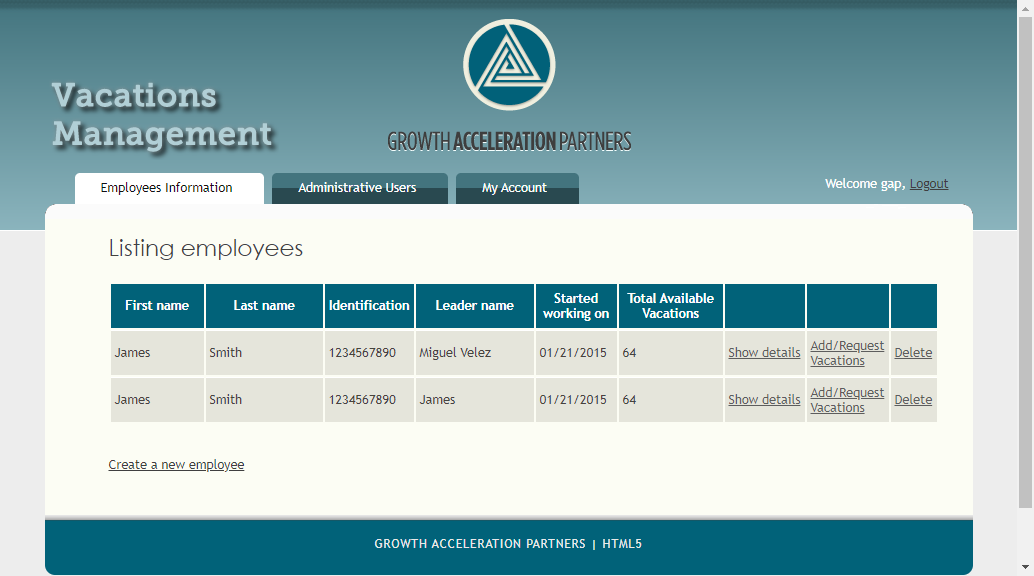 Vacations
Management
GROWTH ACCELERATION PARTNERS
Employees Information
Administrative Users
My Account
Welcome gap, Logout
Listing employees
First name Last name Identification Leader name Started working on Total Available Vacations
James Smith 1234567890 Miguel Velez 01/21/2015 64 Show details Add/Request Vacations Delete
James Smith 1234567890 James 01/21/2015 64 Show details Add/Request Vacations Delete
Create a new employee
GROWTH ACCELERATION PARTNERS | HTML5